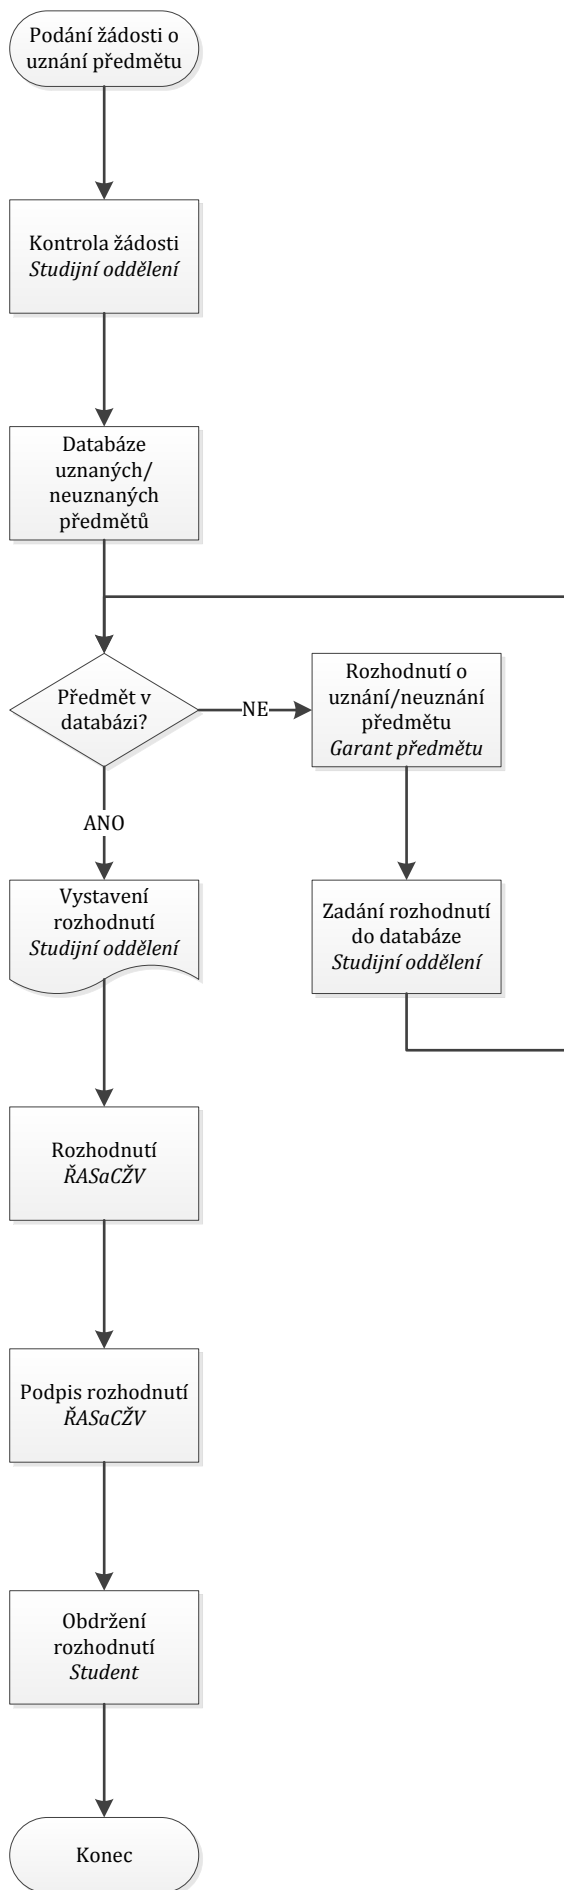 Podání žádosti o
uznání předmětu
Kontrola žádosti
Studijní oddělení
Databáze
uznaných/
neuznaných
předmětů
Předmět v
databázi?
NE
Rozhodnutí o
uznání/neuznání
předmětu
Garant předmětu
ANO
Vystavení
rozhodnutí
Studijní oddělení
Zadání rozhodnutí
do databáze
Studijní oddělení
Rozhodnutí
ŘASaCŽV
Podpis rozhodnutí
ŘASaCŽV
Obdržení
rozhodnutí
Student
Konec